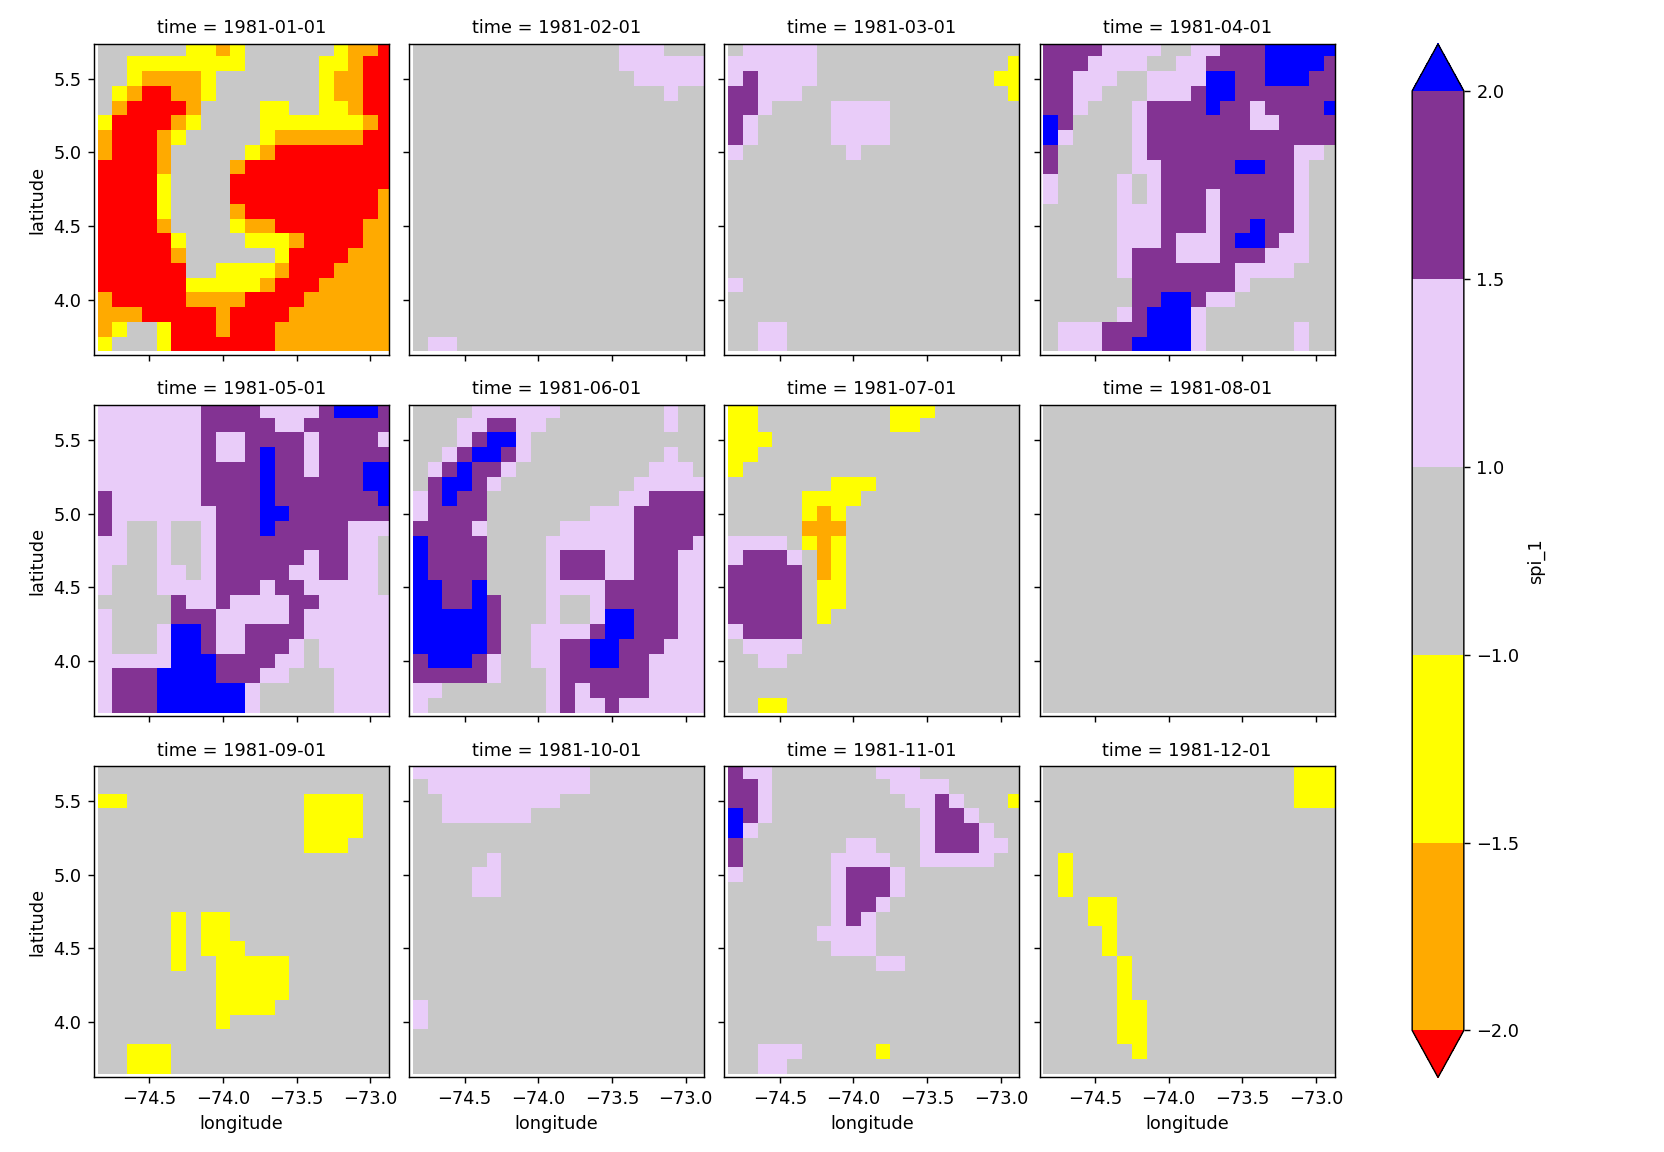 time = 1981-01-01
time = 1981-02-01
time = 1981-03-01
time = 1981-04-01
latitude
5.5
5.0
4.5
4.0
time = 1981-05-01
time = 1981-06-01
time = 1981-07-01
time = 1981-08-01
latitude
5.5
5.0
4.5
4.0
time = 1981-09-01
time = 1981-10-01
time = 1981-11-01
time = 1981-12-01
latitude
5.5
5.0
4.5
4.0
−74.5 −74.0 −73.5 −73.0
longitude
−74.5 −74.0 −73.5 −73.0
longitude
−74.5 −74.0 −73.5 −73.0
longitude
−74.5 −74.0 −73.5 −73.0
longitude
2.0
1.5
1.0
−1.0
−1.5
−2.0
spi_1